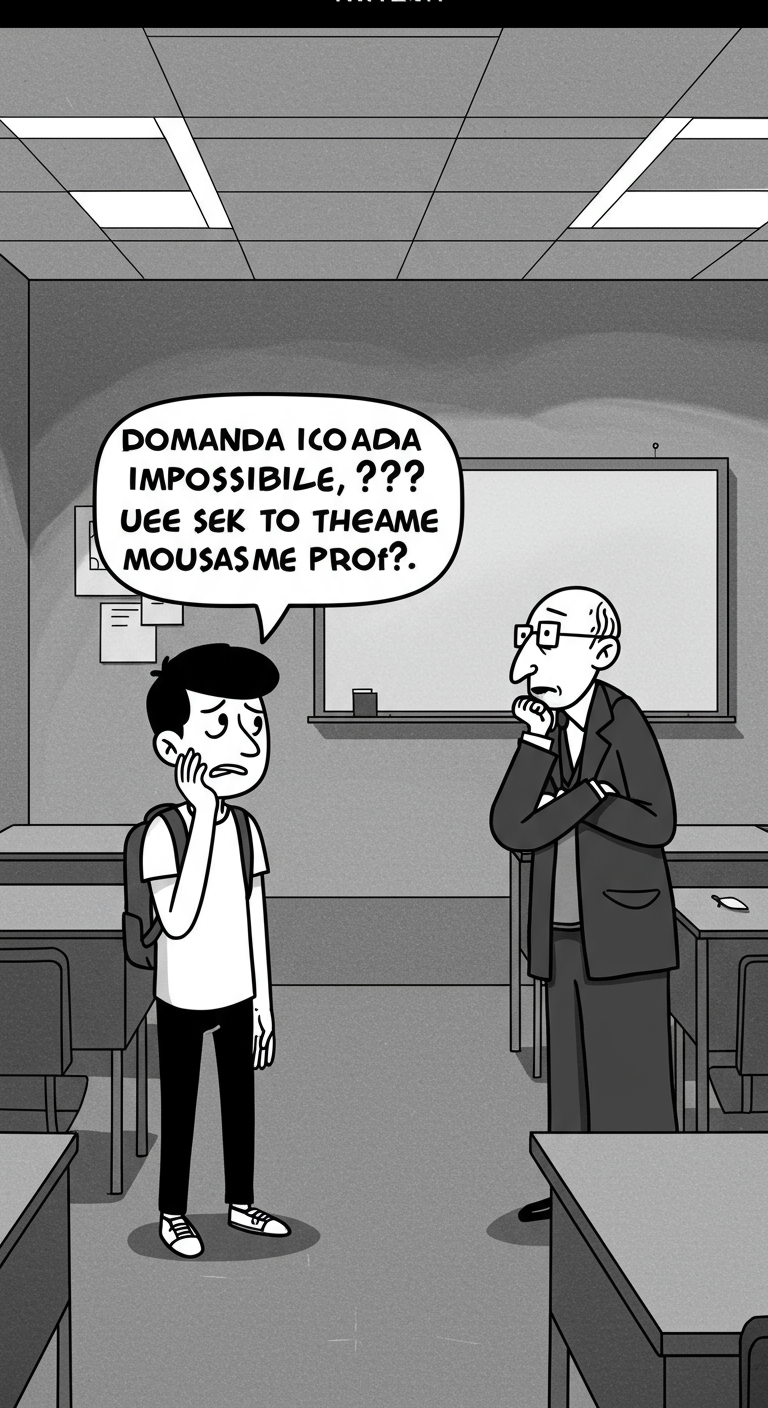 DOMANDA ICOADA
IMPOSSIBILE, ???
UEE SEK TO THEAME
MOUSASME PROf?.